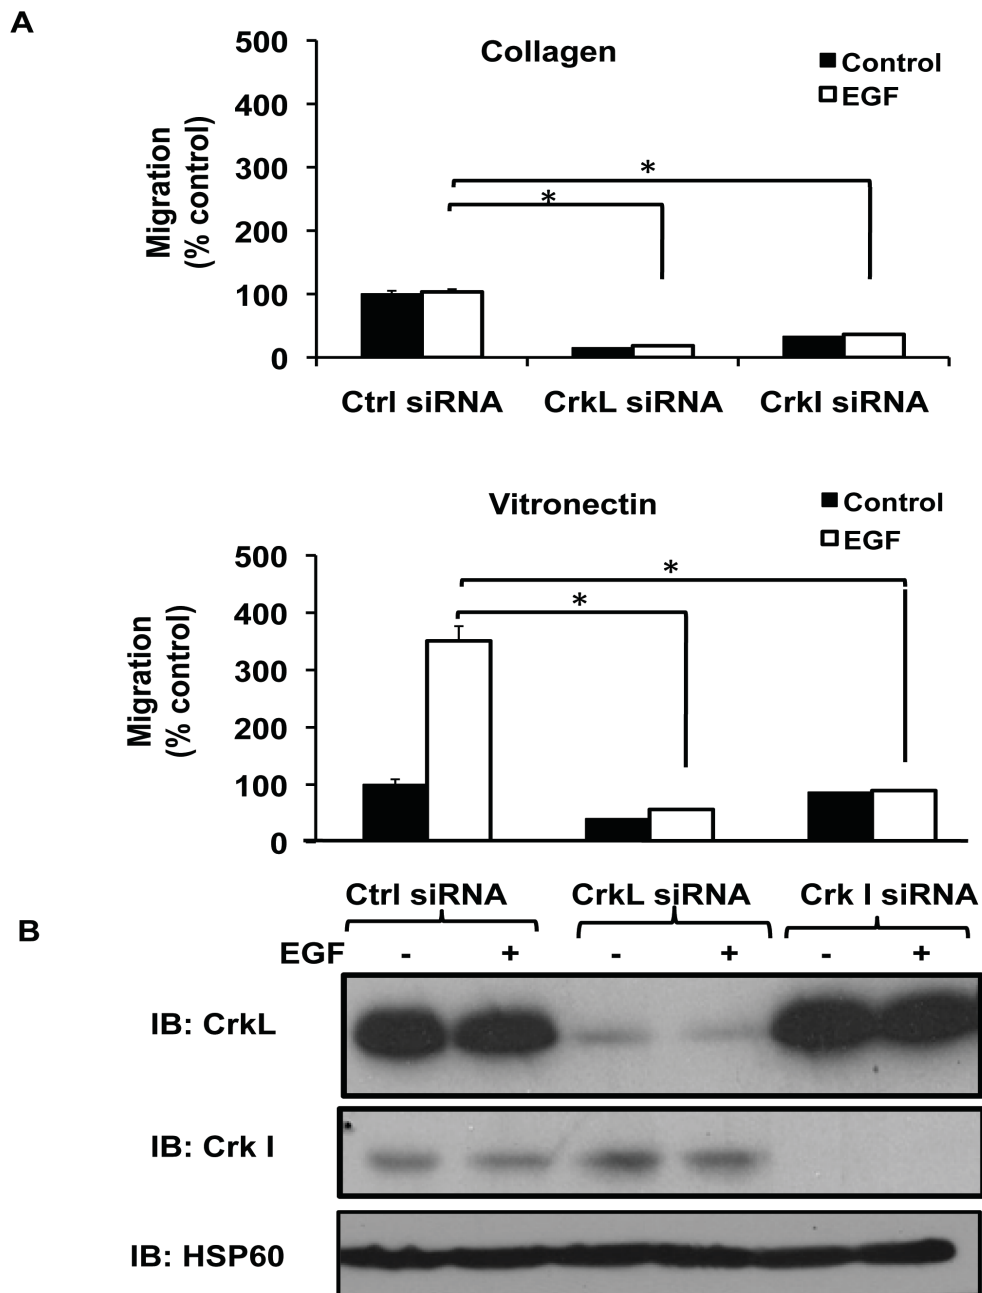 A
Collagen
Control
EGF
Migration
(% control)
500
400
300
200
100
0
*
*
Ctrl siRNA CrkL siRNA CrkI siRNA
Vitronectin
Control
EGF
Migration
(% control)
500
400
300
200
100
0
*
*
Ctrl siRNA CrkL siRNA Crk I siRNA
B
EGF - + - + - +
IB: CrkL
IB: Crk I
IB: HSP60